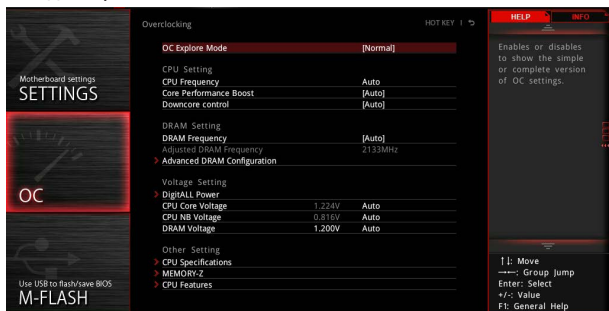 Overclocking
HOT KEY |
HELP
INFO
OC Explore Mode [Normal]
CPU Setting
CPU Frequency Auto
Core Performance Boost [Auto]
Downcore control [Auto]
DRAM Setting
DRAM Frequency [Auto]
Adjusted DRAM Frequency 2133MHz
> Advanced DRAM Configuration
Voltage Setting
> DigitALL Power
CPU Core Voltage 1.224V Auto
CPU NB Voltage 0.816V Auto
DRAM Voltage 1.200V Auto
Other Setting
> CPU Specifications
> MEMORY-Z
> CPU Features
Motherboard settings
SETTINGS
OC
Use USB to flash/save BIOS
M-FLASH
Enables or disables
to show the simple
or complete version
of OC settings.
↑↓: Move
→←: Group Jump
Enter: Select
+/-: Value
F1: General Help